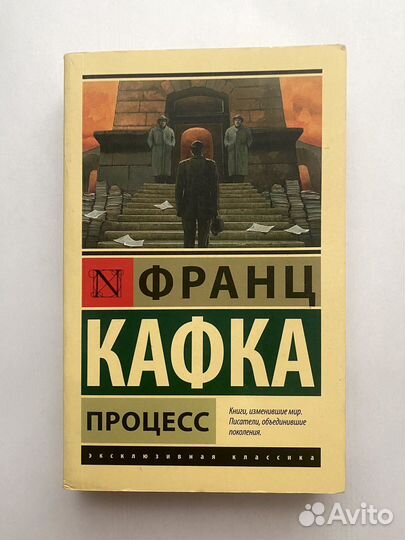 N
ФРАНЦ
КАФКА
ПРОЦЕСС
Книги, изменившие мир.
Писатели, объединившие
поколения.
эксклюзивная классика
Avito